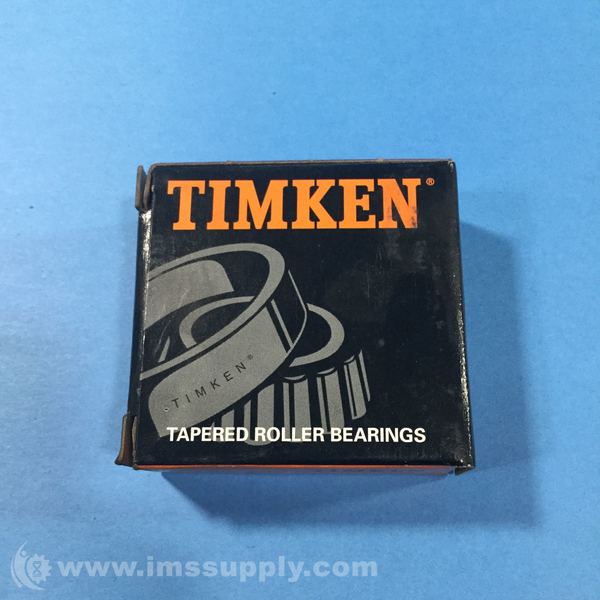 TIMKEN®
TIMKEN®
TAPERED ROLLER BEARINGS
www.imssupply.com